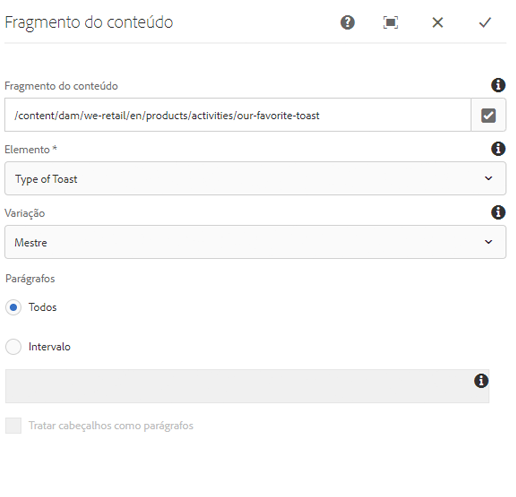 Fragmento do conteúdo
Fragmento do conteúdo
/content/dam/we-retail/en/products/activities/our-favorite-toast
Elemento *
Type of Toast
Variação
Mestre
Parágrafos
Todos
Intervalo
Tratar cabeçalhos como parágrafos